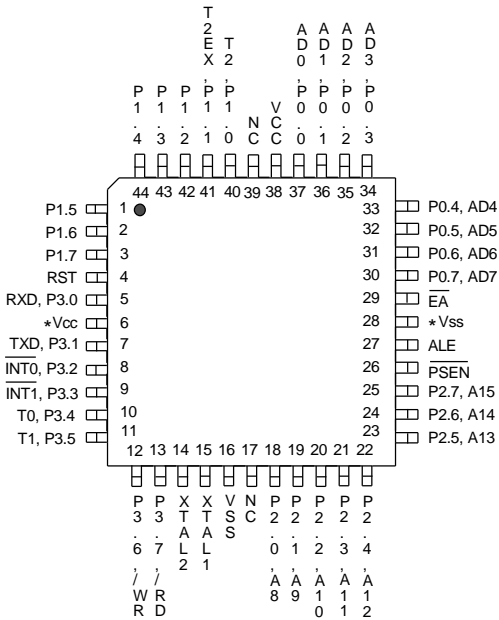 T2EX,P1.1
T2,P1.0
AD0,P0.0
AD1,P0.1
AD2,P0.2
AD3,P0.3
P1.4
P1.3
P1.2
NC
VCC
44 43 42 41 40 39 38 37 36 35 34
P1.5 1 33 P0.4, AD4
P1.6 2 32 P0.5, AD5
P1.7 3 31 P0.6, AD6
RST 4 30 P0.7, AD7
RXD, P3.0 5 29 EA
*Vcc 6 28 *Vss
TXD, P3.1 7 27 ALE
INT0, P3.2 8 26 PSEN
INT1, P3.3 9 25 P2.7, A15
T0, P3.4 10 24 P2.6, A14
T1, P3.5 11 23 P2.5, A13
12 13 14 15 16 17 18 19 20 21 22
P3.6,/WR
P3.7,/RD
XTAL2
XTAL1
VSS
NC
P2.0,A8
P2.1,A9
P2.2,A10
P2.3,A11
P2.4,A12